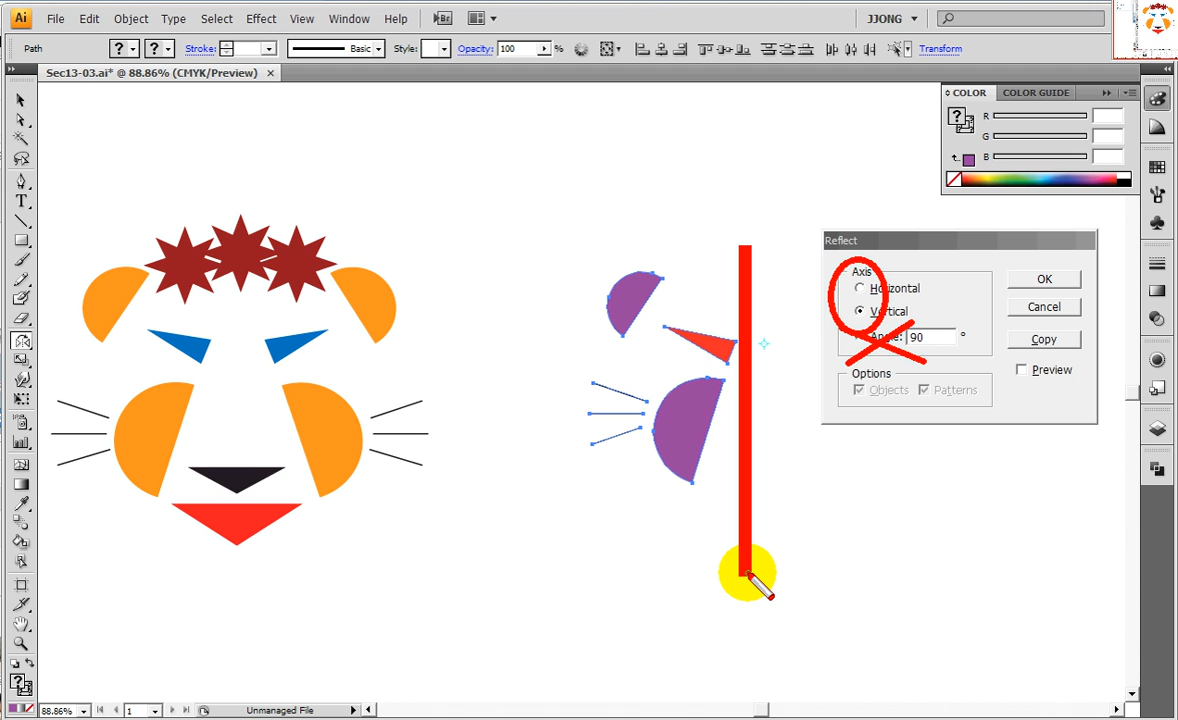 Ai File Edit Object Type Select Effect View Window Help Br JJONG
Path ? ? Stroke: Basic Style: Opacity: 100 % Transform
Sec13-03.ai* @ 88.86% (CMYK/Preview)
COLOR COLOR GUIDE
? R
G
B
T
Reflect
Axis
Horizontal
Vertical
Angle: 90 °
OK
Cancel
Copy
Preview
Options
Objects Patterns
?
88.86% 1 Unmanaged File